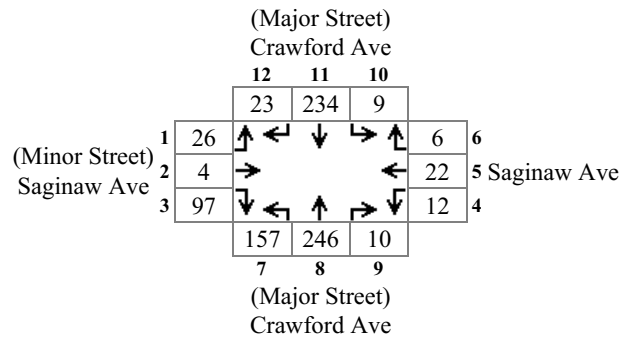 (Major Street)
Crawford Ave
12 11 10
23 234 9
1 26 6 6
(Minor Street)
Saginaw Ave
2 4 22 5 Saginaw Ave
3 97 12 4
157 246 10
7 8 9
(Major Street)
Crawford Ave